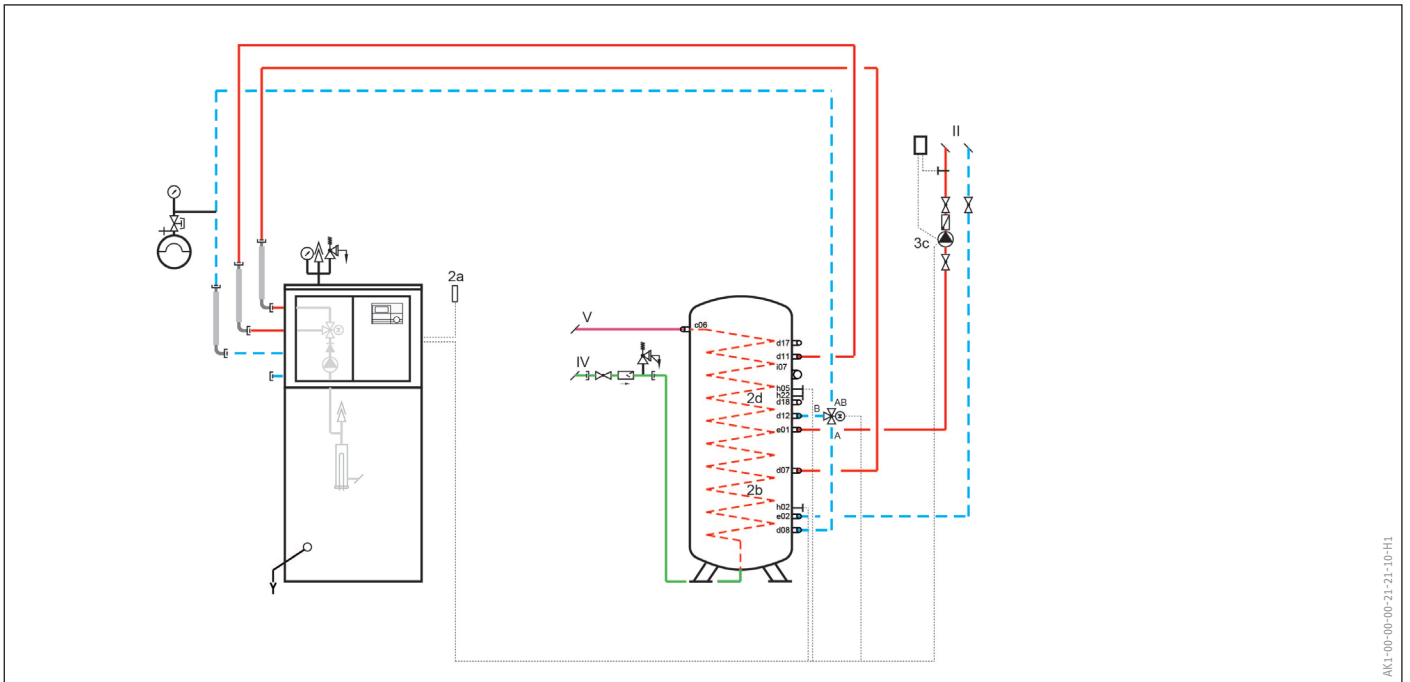 II
3c
2a
V
c06
d17
d11
i07
IV
h05
2d
h22
d18
AB
B
d12
e01
A
d07
2b
h02
e02
d08
M
M
AK1-00-00-00-21-21-10-H1